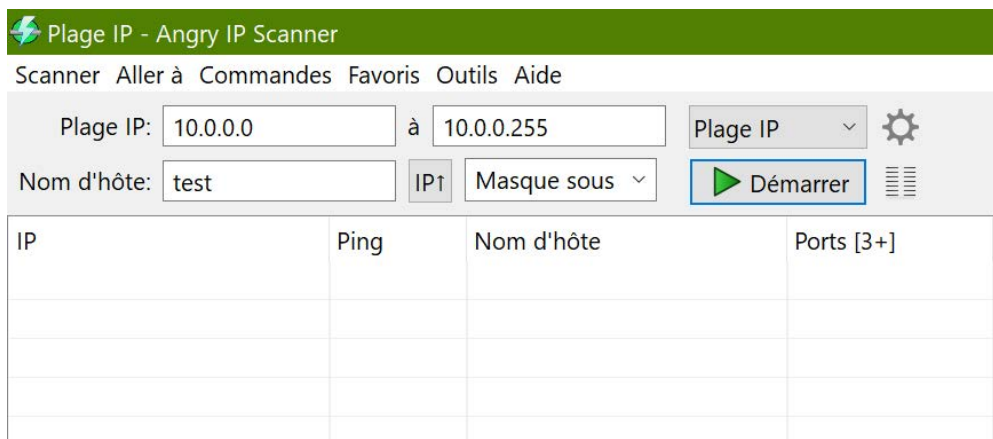 Plage IP - Angry IP Scanner
Scanner Aller à Commandes Favoris Outils Aide
Plage IP: 10.0.0.0 à 10.0.0.255 Plage IP
Nom d'hôte: test IP↑ Masque sous Démarrer
IP Ping Nom d'hôte Ports [3+]